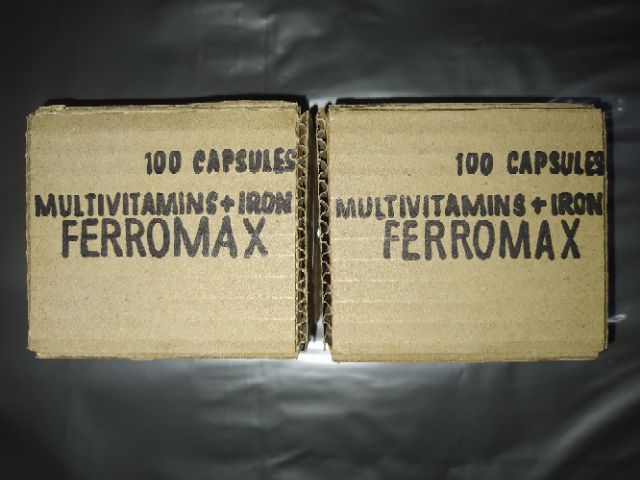 100 CAPSULES
MULTIVITAMINS + IRON
FERROMAX
100 CAPSULES
MULTIVITAMINS + IRON
FERROMAX